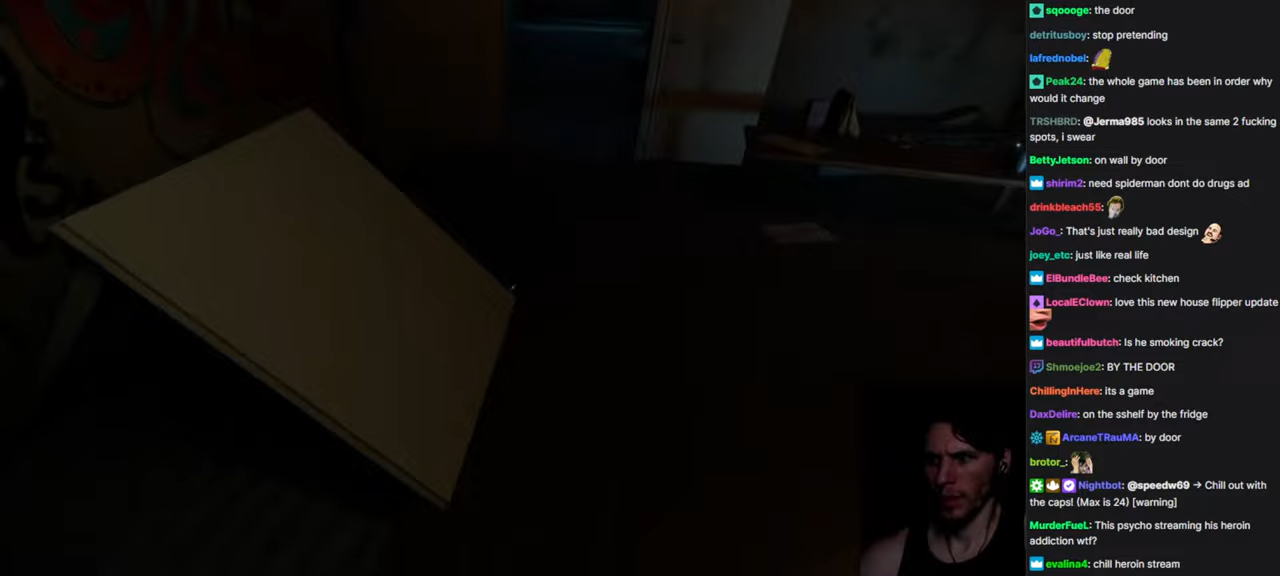 sqoooge: the door
detritusboy: stop pretending
lafrednobel:
Peak24: the whole game has been in order why
would it change
TRSHBRD: @Jerma985 looks in the same 2 fucking
spots, i swear
BettyJetson: on wall by door
shirim2: need spiderman dont do drugs ad
drinkbleach55:
JoGo_: That's just really bad design
joey_etc: just like real life
ElBundleBee: check kitchen
LocalEClown: love this new house flipper update
beautifulbutch: Is he smoking crack?
Shmoejoe2: BY THE DOOR
ChillingInHere: its a game
DaxDelire: on the sshelf by the fridge
ArcaneTRauMA: by door
brotor_:
Nightbot: @speedw69 → Chill out with
the caps! (Max is 24) [warning]
MurderFueL: This psycho streaming his heroin
addiction wtf?
evalina4: chill heroin stream